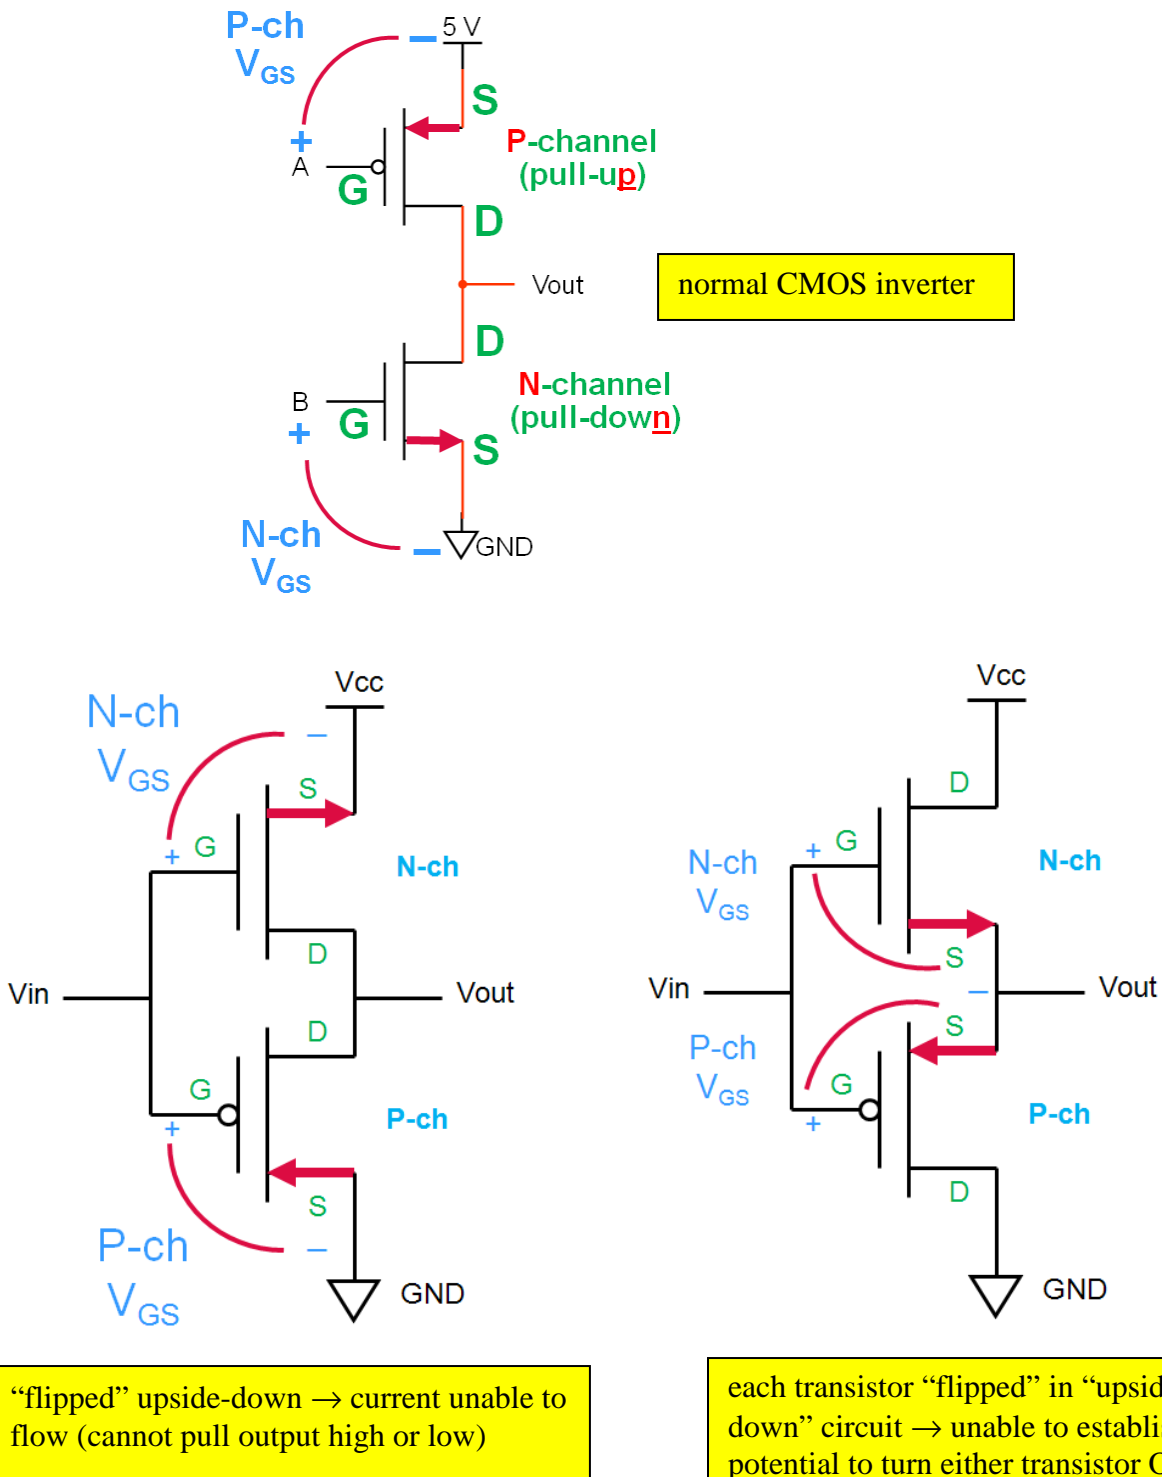 P-ch
VGS
− 5 V
+
A
G
S
P-channel
(pull-up)
D
Vout
normal CMOS inverter
D
N-channel
(pull-down)
B
G
+
S
N-ch
VGS
− GND
Vcc
N-ch
VGS
−
S
+ G
N-ch
D
Vin
Vout
D
G
+
P-ch
S
−
P-ch
VGS
GND
Vcc
D
+ G
N-ch
VGS
N-ch
S
Vin
−
Vout
S
P-ch
VGS
G
+
P-ch
D
GND
“flipped” upside-down → current unable to
flow (cannot pull output high or low)
each transistor “flipped” in
down” circuit → unable to
potential to turn either transistor